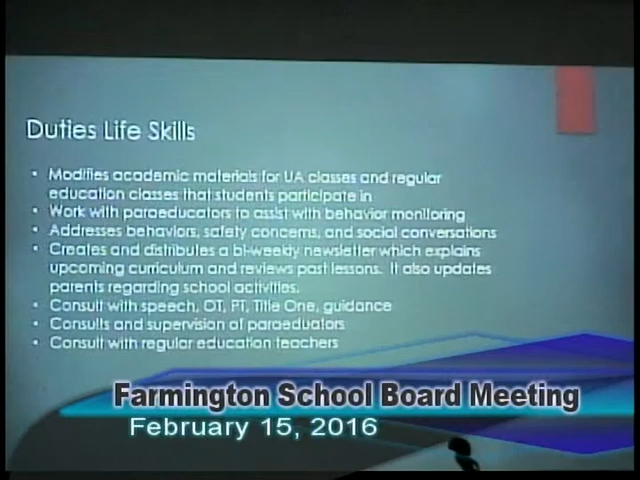 Duties Life Skills
• Modifies academic materials for UA classes and regular
education classes that students participate in
• Work with paraeducators to assist with behavior monitoring
• Addresses behaviors, safety concerns, and social conversations
• Creates and distributes a bi-weekly newsletter which explains
upcoming curriculum and reviews past lessons. It also updates
parents regarding school activities.
• Consult with speech, OT, PT, Title One, guidance
• Consults and supervision of paraeduators
• Consult with regular education teachers
Farmington School Board Meeting
February 15, 2016